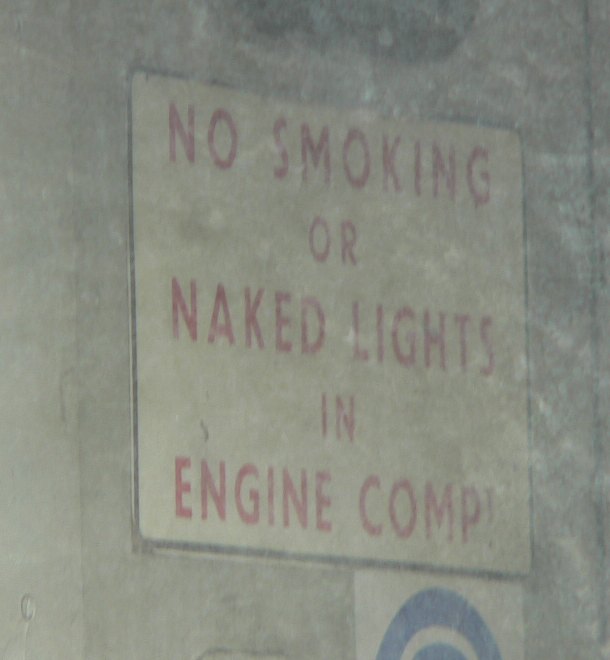 NO SMOKING
OR
NAKED LIGHTS
IN
ENGINE COMP!